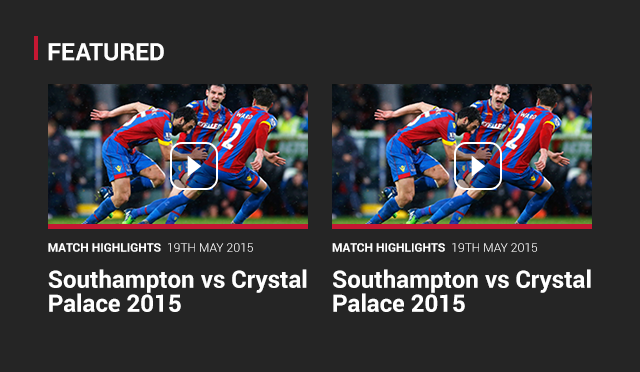 FEATURED
WARD
2
MATCH HIGHLIGHTS 19TH MAY 2015
Southampton vs Crystal
Palace 2015
WARD
2
MATCH HIGHLIGHTS 19TH MAY 2015
Southampton vs Crystal
Palace 2015